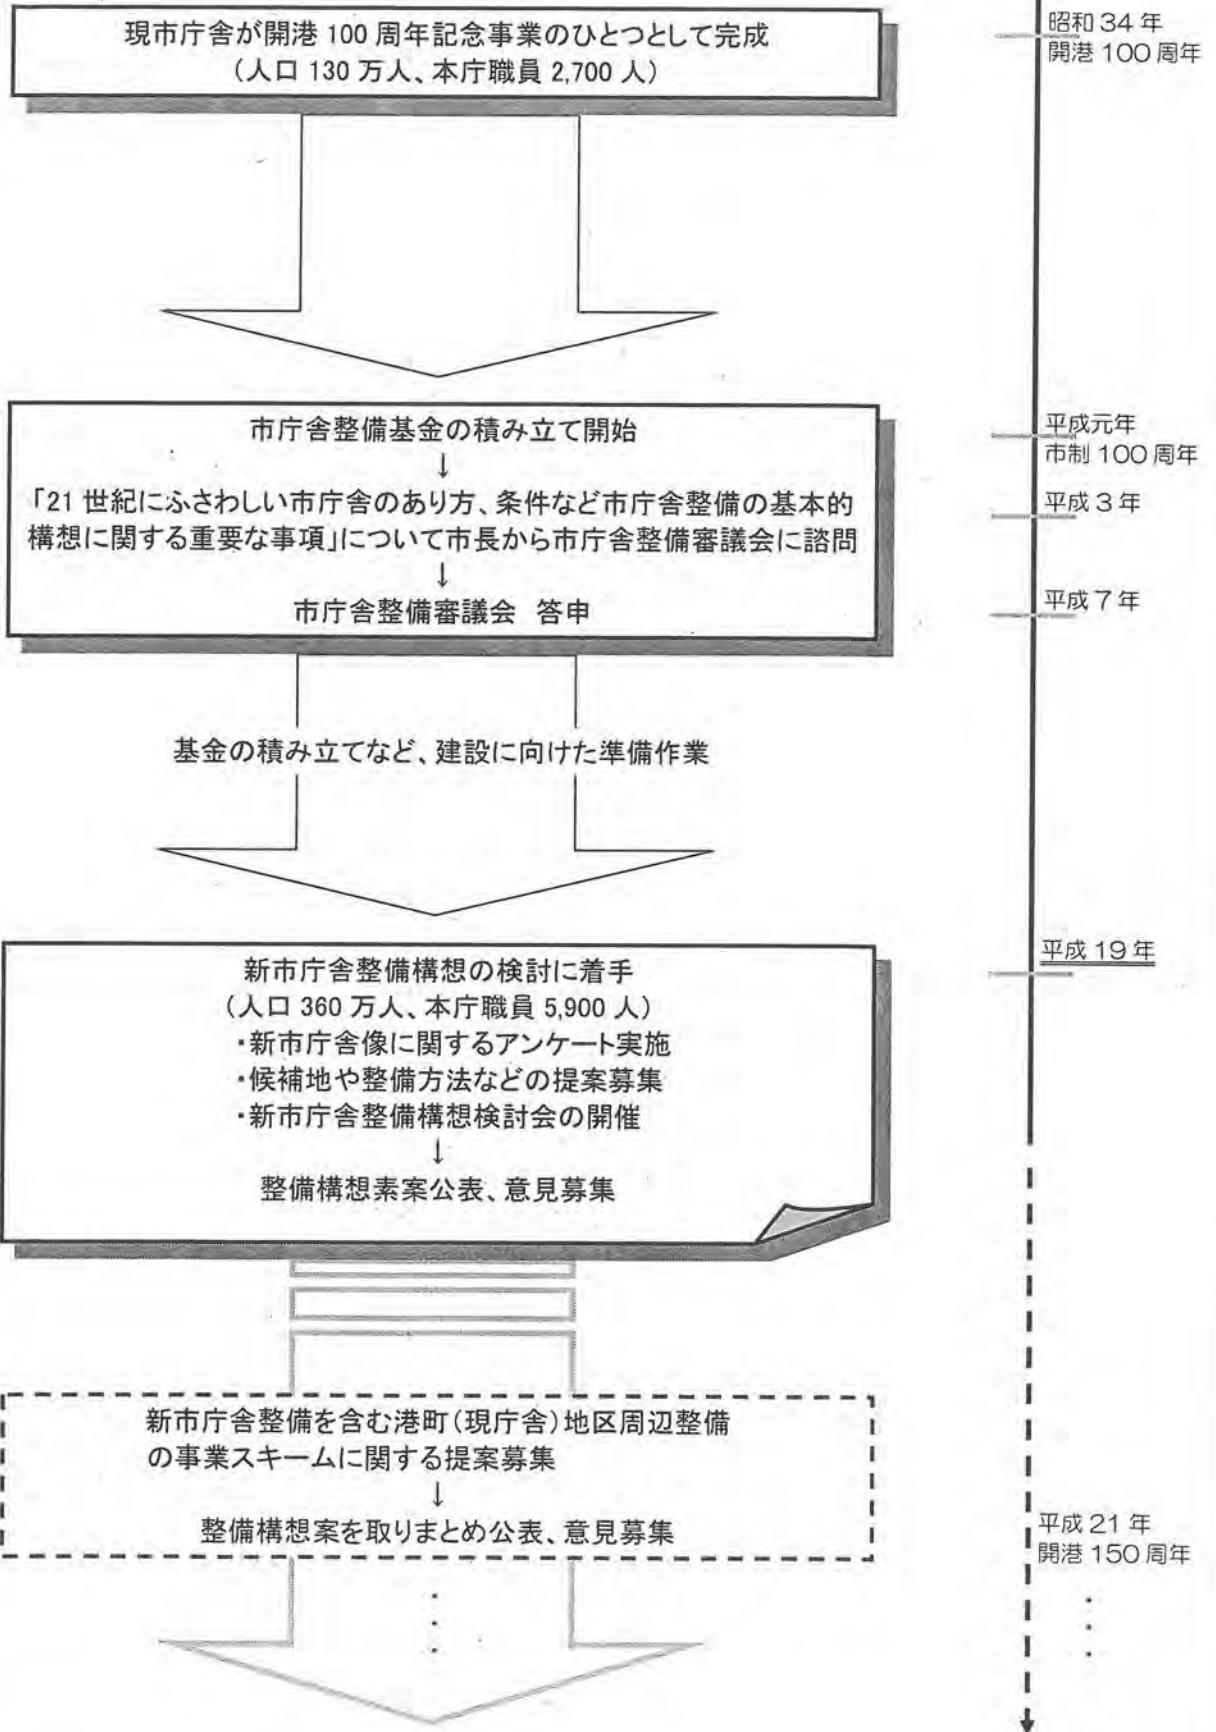 現市庁舎が開港 100 周年記念事業のひとつとして完成
（人口 130 万人、本庁職員 2,700 人）
昭和 34 年
開港 100 周年
市庁舎整備基金の積み立て開始
↓
「21 世紀にふさわしい市庁舎のあり方、条件など市庁舎整備の基本的
構想に関する重要な事項」について市長から市庁舎整備審議会に諮問
↓
市庁舎整備審議会 答申
平成元年
市制 100 周年
平成 3 年
平成 7 年
基金の積み立てなど、建設に向けた準備作業
新市庁舎整備構想の検討に着手
（人口 360 万人、本庁職員 5,900 人）
・新市庁舎像に関するアンケート実施
・候補地や整備方法などの提案募集
・新市庁舎整備構想検討会の開催
↓
整備構想素案公表、意見募集
平成 19 年
新市庁舎整備を含む港町（現庁舎）地区周辺整備
の事業スキームに関する提案募集
↓
整備構想案を取りまとめ公表、意見募集
平成 21 年
開港 150 周年